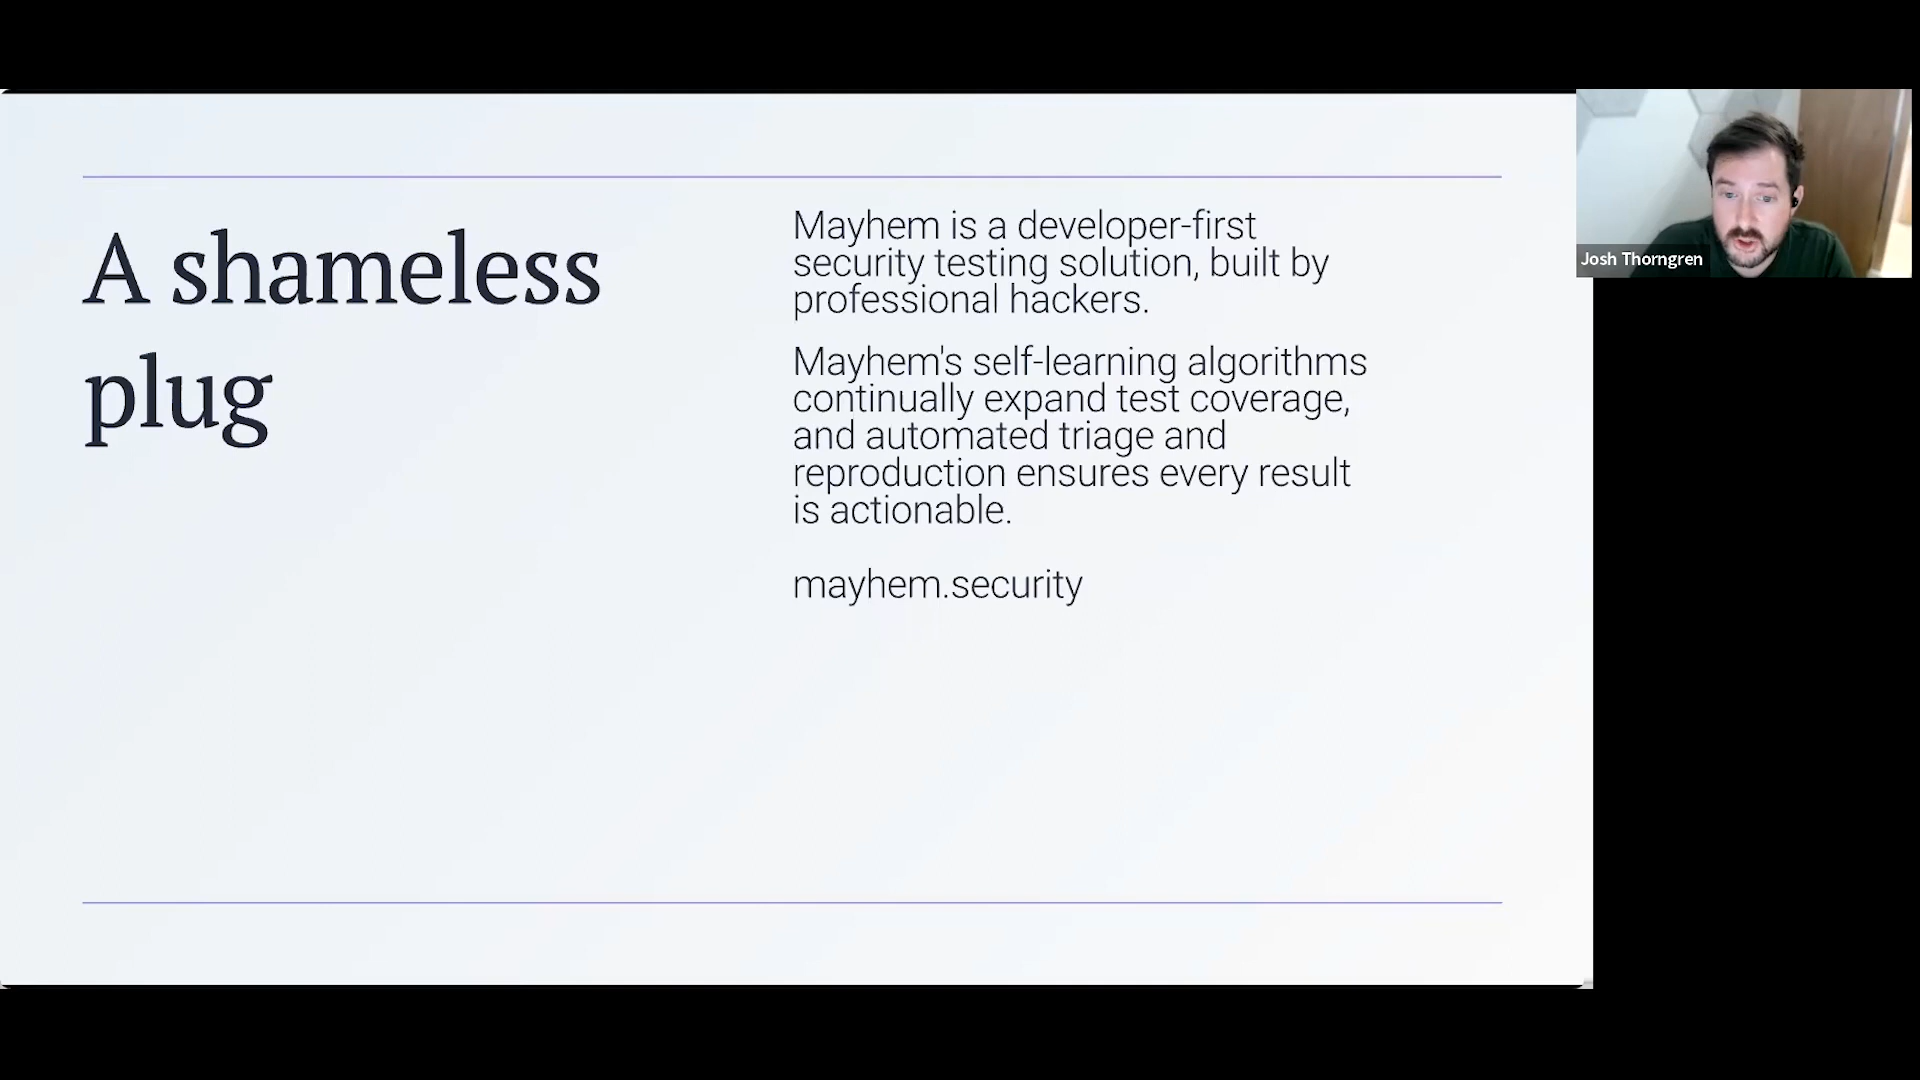 A shameless
plug
Mayhem is a developer-first
security testing solution, built by
professional hackers.
Mayhem's self-learning algorithms
continually expand test coverage,
and automated triage and
reproduction ensures every result
is actionable.
mayhem.security
Josh Thorngren